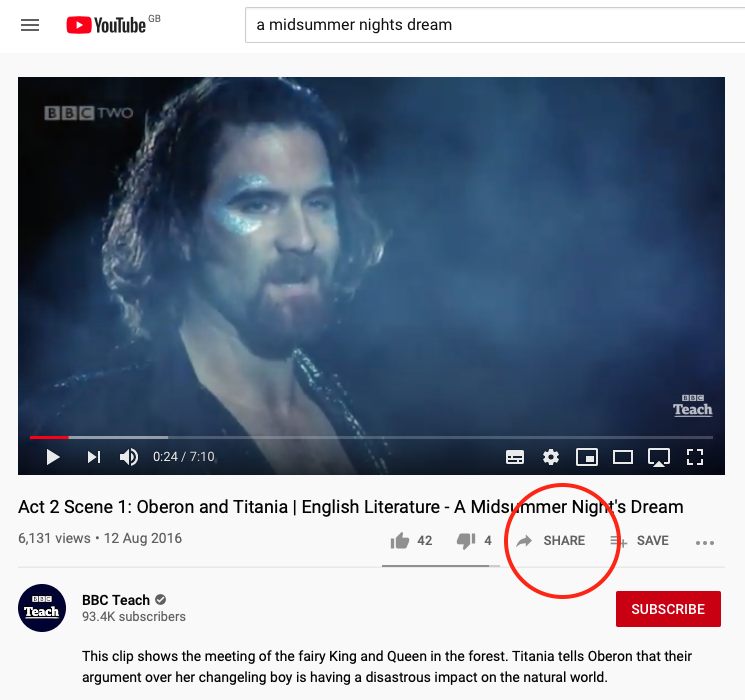 YouTube GB
a midsummer nights dream
BBC TWO
BBC
Teach
0:24 / 7:10
Act 2 Scene 1: Oberon and Titania | English Literature - A Midsummer Night's Dream
6,131 views • 12 Aug 2016
42 4 SHARE SAVE
BBC
Teach
BBC Teach
93.4K subscribers
SUBSCRIBE
This clip shows the meeting of the fairy King and Queen in the forest. Titania tells Oberon that their
argument over her changeling boy is having a disastrous impact on the natural world.